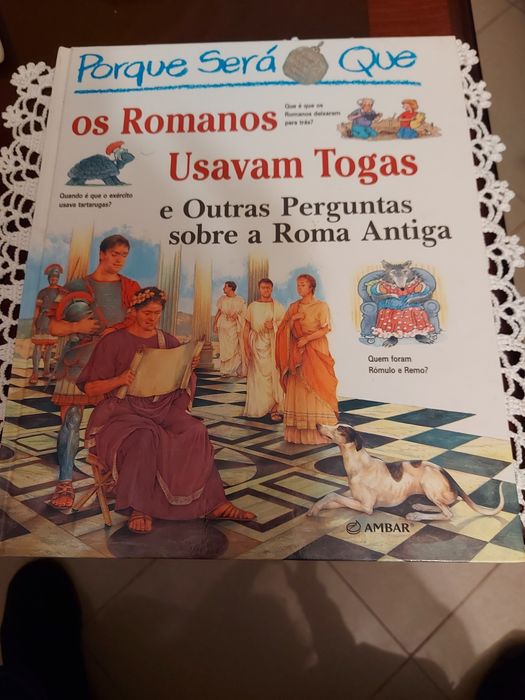 Porque Será Que
os Romanos
Usavam Togas
e Outras Perguntas
sobre a Roma Antiga
Que é que os
Romanos deixaram
para trás?
Quando é que o exército
usava tartarugas?
Quem foram
Rómulo e Remo?
AMBAR